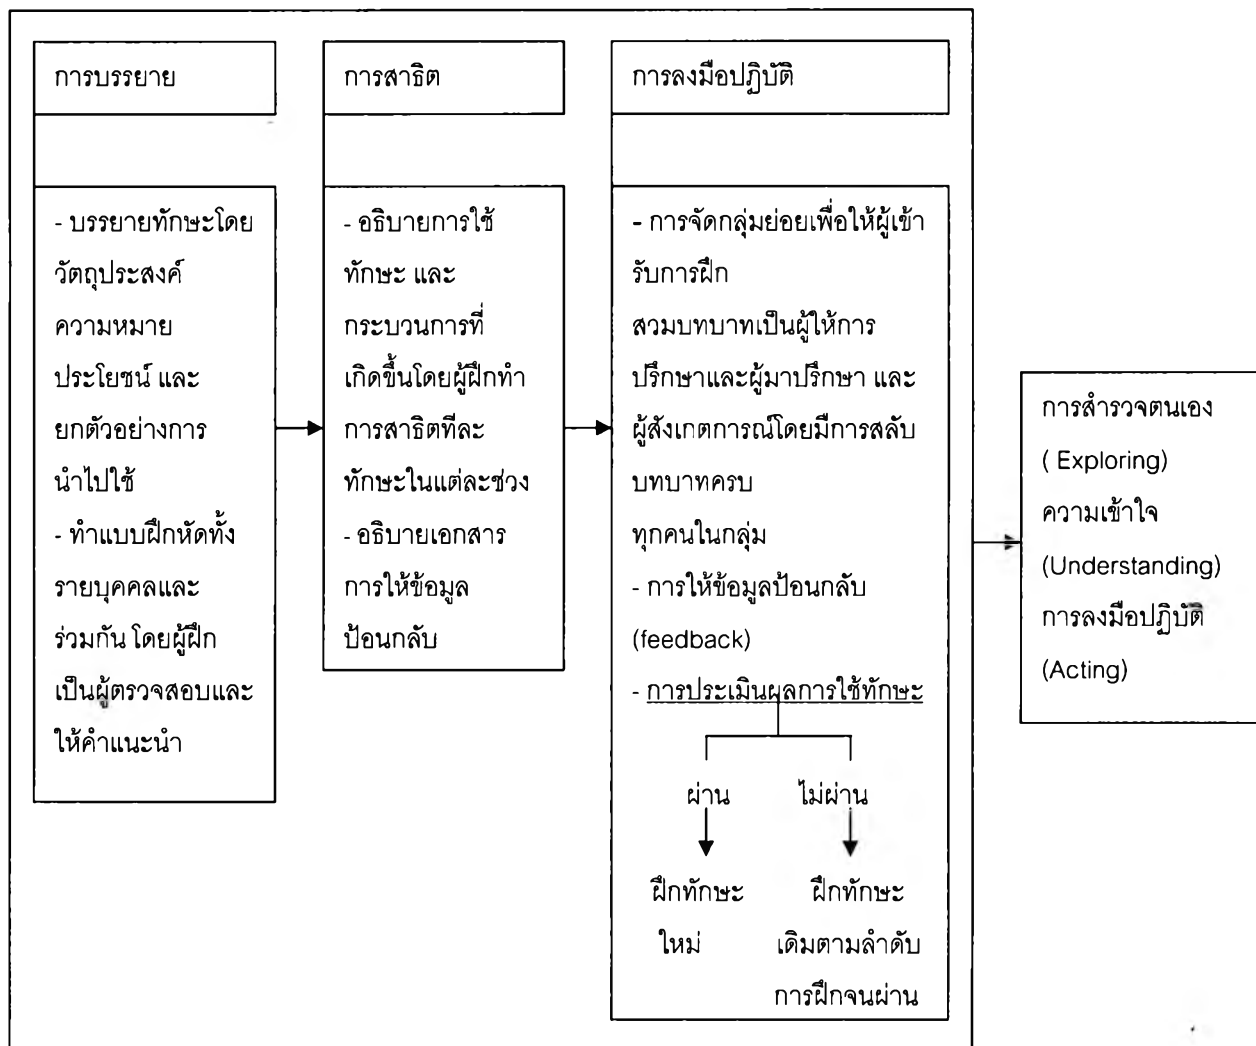 การบรรยาย
- บรรยายทักษะโดย
วัตถุประสงค์
ความหมาย
ประโยชน์ และ
ยกตัวอย่างการ
นำไปใช้
- ทำแบบฝึกหัดทั้ง
รายบุคคลและ
ร่วมกัน โดยผู้ฝึก
เป็นผู้ตรวจสอบและ
ให้คำแนะนำ
การสาธิต
- อธิบายการใช้
ทักษะ และ
กระบวนการที่
เกิดขึ้นโดยผู้ฝึกทำ
การสาธิตทีละ
ทักษะในแต่ละช่วง
- อธิบายเอกสาร
การให้ข้อมูล
ป้อนกลับ
การลงมือปฏิบัติ
- การจัดกลุ่มย่อยเพื่อให้ผู้เข้า
รับการฝึก
สวมบทบาทเป็นผู้ให้การ
ปรึกษาและผู้มาปรึกษา และ
ผู้สังเกตการณ์โดยมีการสลับ
บทบาทครบ
ทุกคนในกลุ่ม
- การให้ข้อมูลป้อนกลับ
(feedback)
- การประเมินผลการใช้ทักษะ
ผ่าน
ไม่ผ่าน
ฝึกทักษะ
ใหม่
ฝึกทักษะ
เดิมตามลำดับ
การฝึกจนผ่าน
การสำรวจตนเอง
( Exploring)
ความเข้าใจ
(Understanding)
การลงมือปฏิบัติ
(Acting)